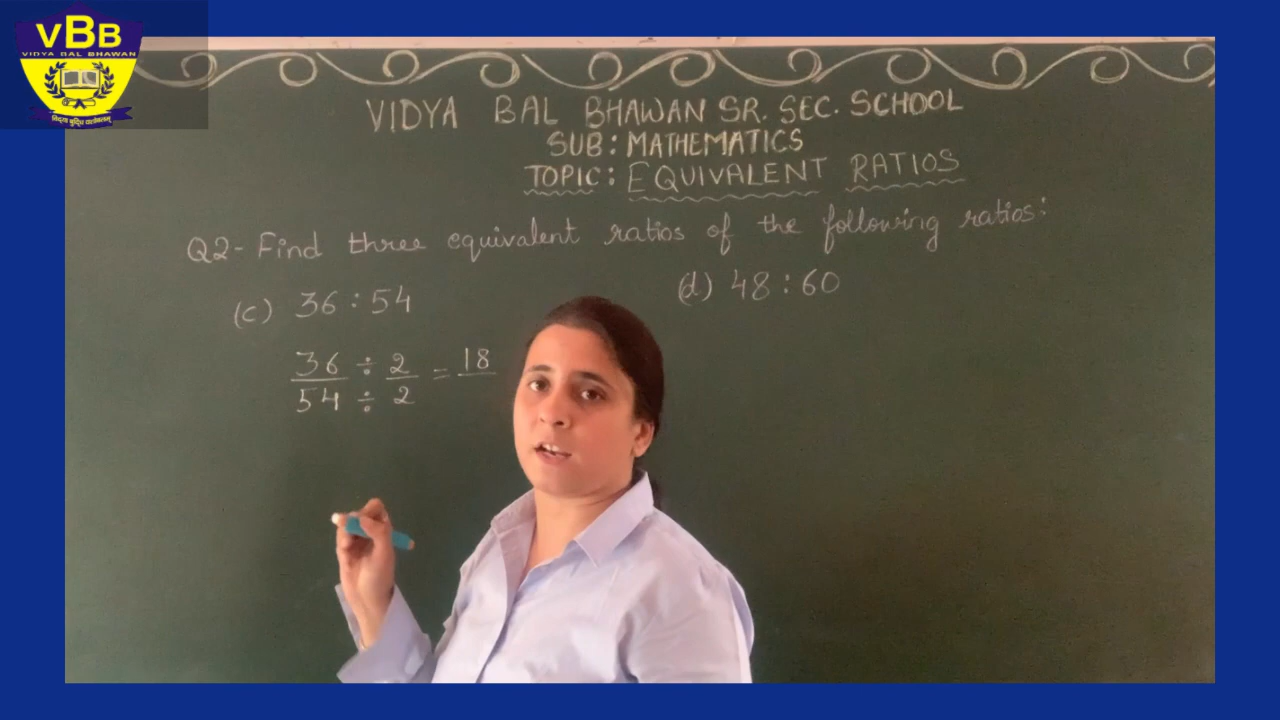 VBB
VIDYA BAL BHAWAN
VIDYA BAL BHAWAN SR. SEC. SCHOOL
SUB: MATHEMATICS
TOPIC: EQUIVALENT RATIOS
Q2- Find three equivalent ratios of the following ratios:
(c) 36:54
(d) 48:60
36 ÷ 2 = 18
54 ÷ 2